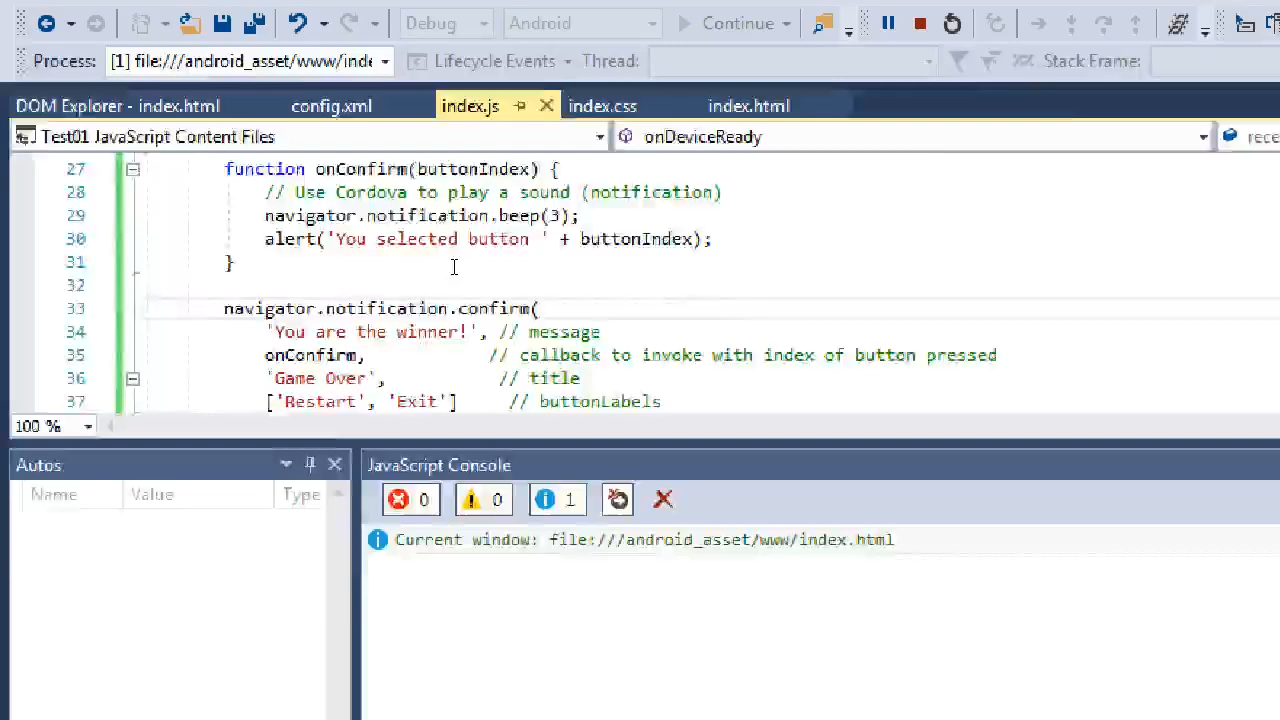 Debug Android Continue
Process: [1] file:///android_asset/www/inde Lifecycle Events Thread: Stack Frame:
DOM Explorer - index.html config.xml index.js index.css index.html
Test01 JavaScript Content Files onDeviceReady rece
27 function onConfirm(buttonIndex) {
28 // Use Cordova to play a sound (notification)
29 navigator.notification.beep(3);
30 alert('You selected button ' + buttonIndex);
31 }
32
33 navigator.notification.confirm(
34 'You are the winner!', // message
35 onConfirm, // callback to invoke with index of button pressed
36 'Game Over', // title
37 ['Restart', 'Exit'] // buttonLabels
100 %
Autos
Name Value Type
JavaScript Console
0 0 1
Current window: file:///android_asset/www/index.html